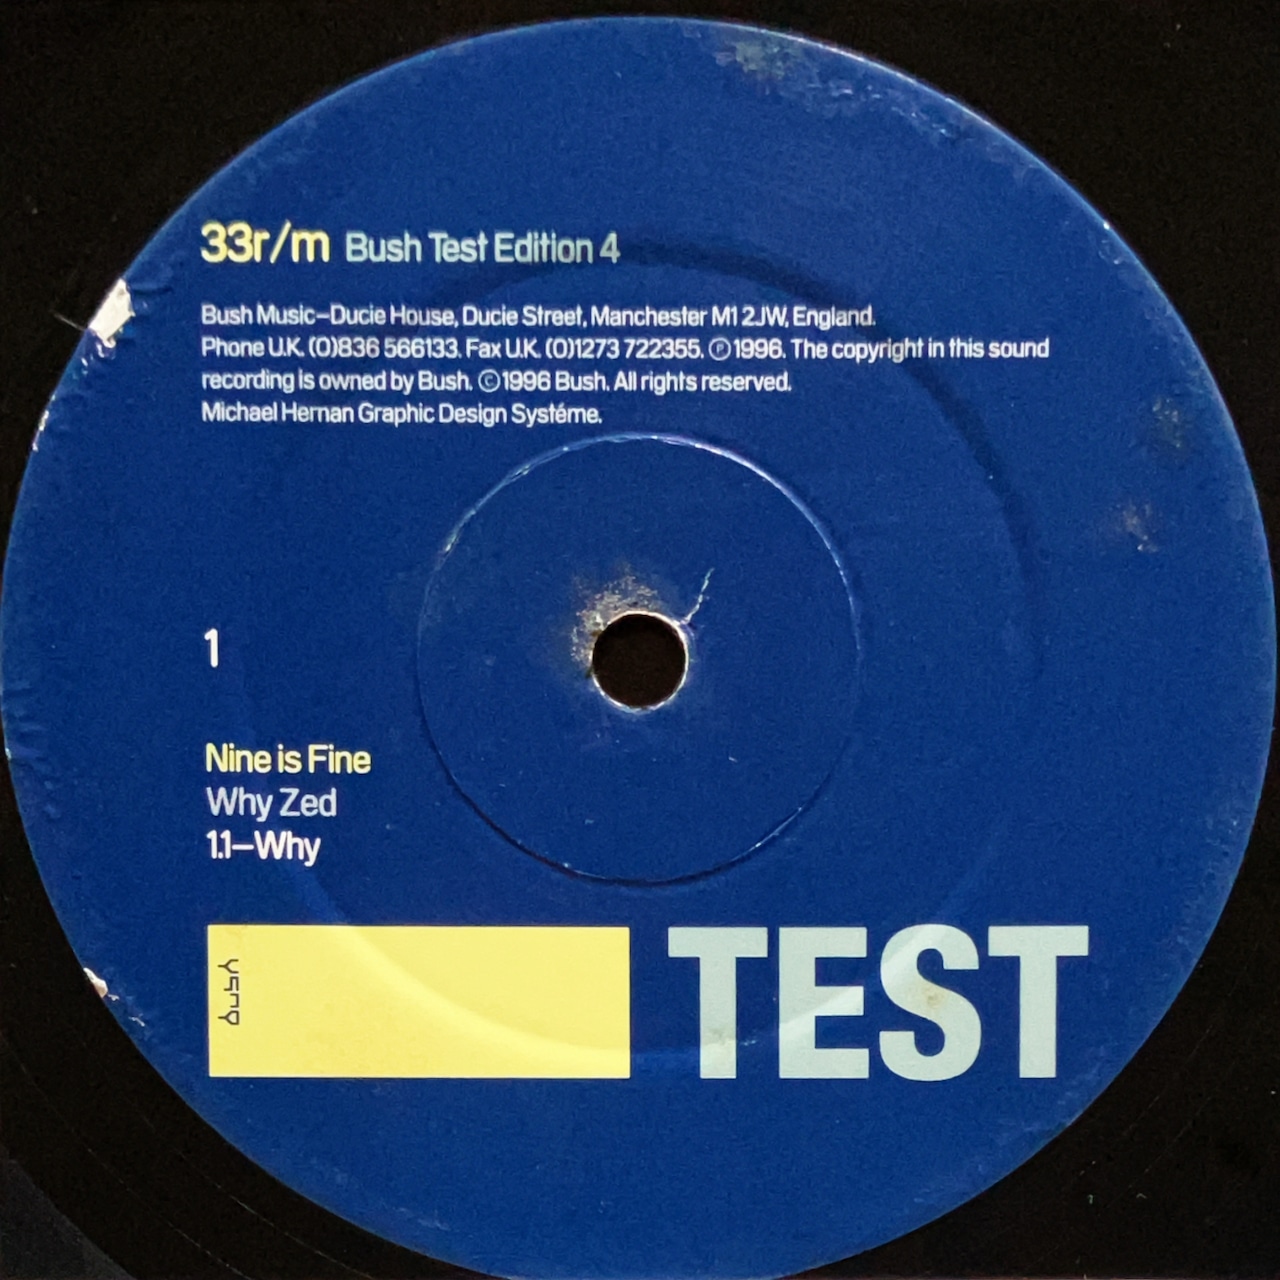 33r/m Bush Test Edition 4
Bush Music–Ducie House, Ducie Street, Manchester M1 2JW, England.
Phone U.K. (0)836 566133. Fax U.K. (0)1273 722355. Ⓟ1996. The copyright in this sound
recording is owned by Bush. ©1996 Bush. All rights reserved.
Michael Hernan Graphic Design Systéme.
1
Nine is Fine
Why Zed
1.1–Why
bush
TEST